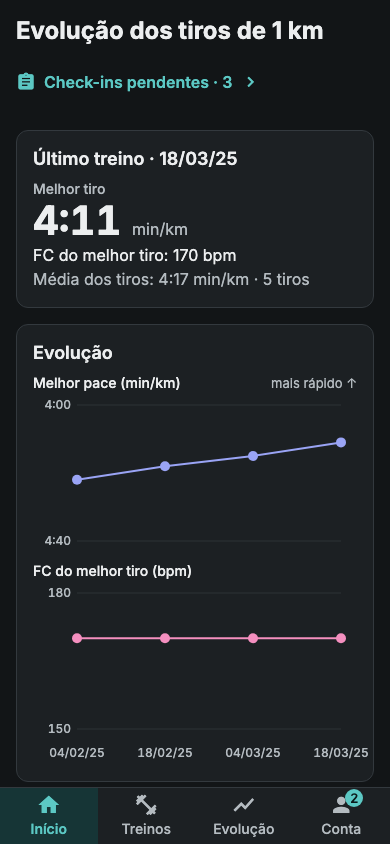 Evolução dos tiros de 1 km
Check-ins pendentes · 3
Último treino · 18/03/25
Melhor tiro
4:11 min/km
FC do melhor tiro: 170 bpm
Média dos tiros: 4:17 min/km · 5 tiros
Evolução
Melhor pace (min/km) mais rápido ↑
4:00
4:40
FC do melhor tiro (bpm)
180
150
04/02/25 18/02/25 04/03/25 18/03/25
2
Início Treinos Evolução Conta